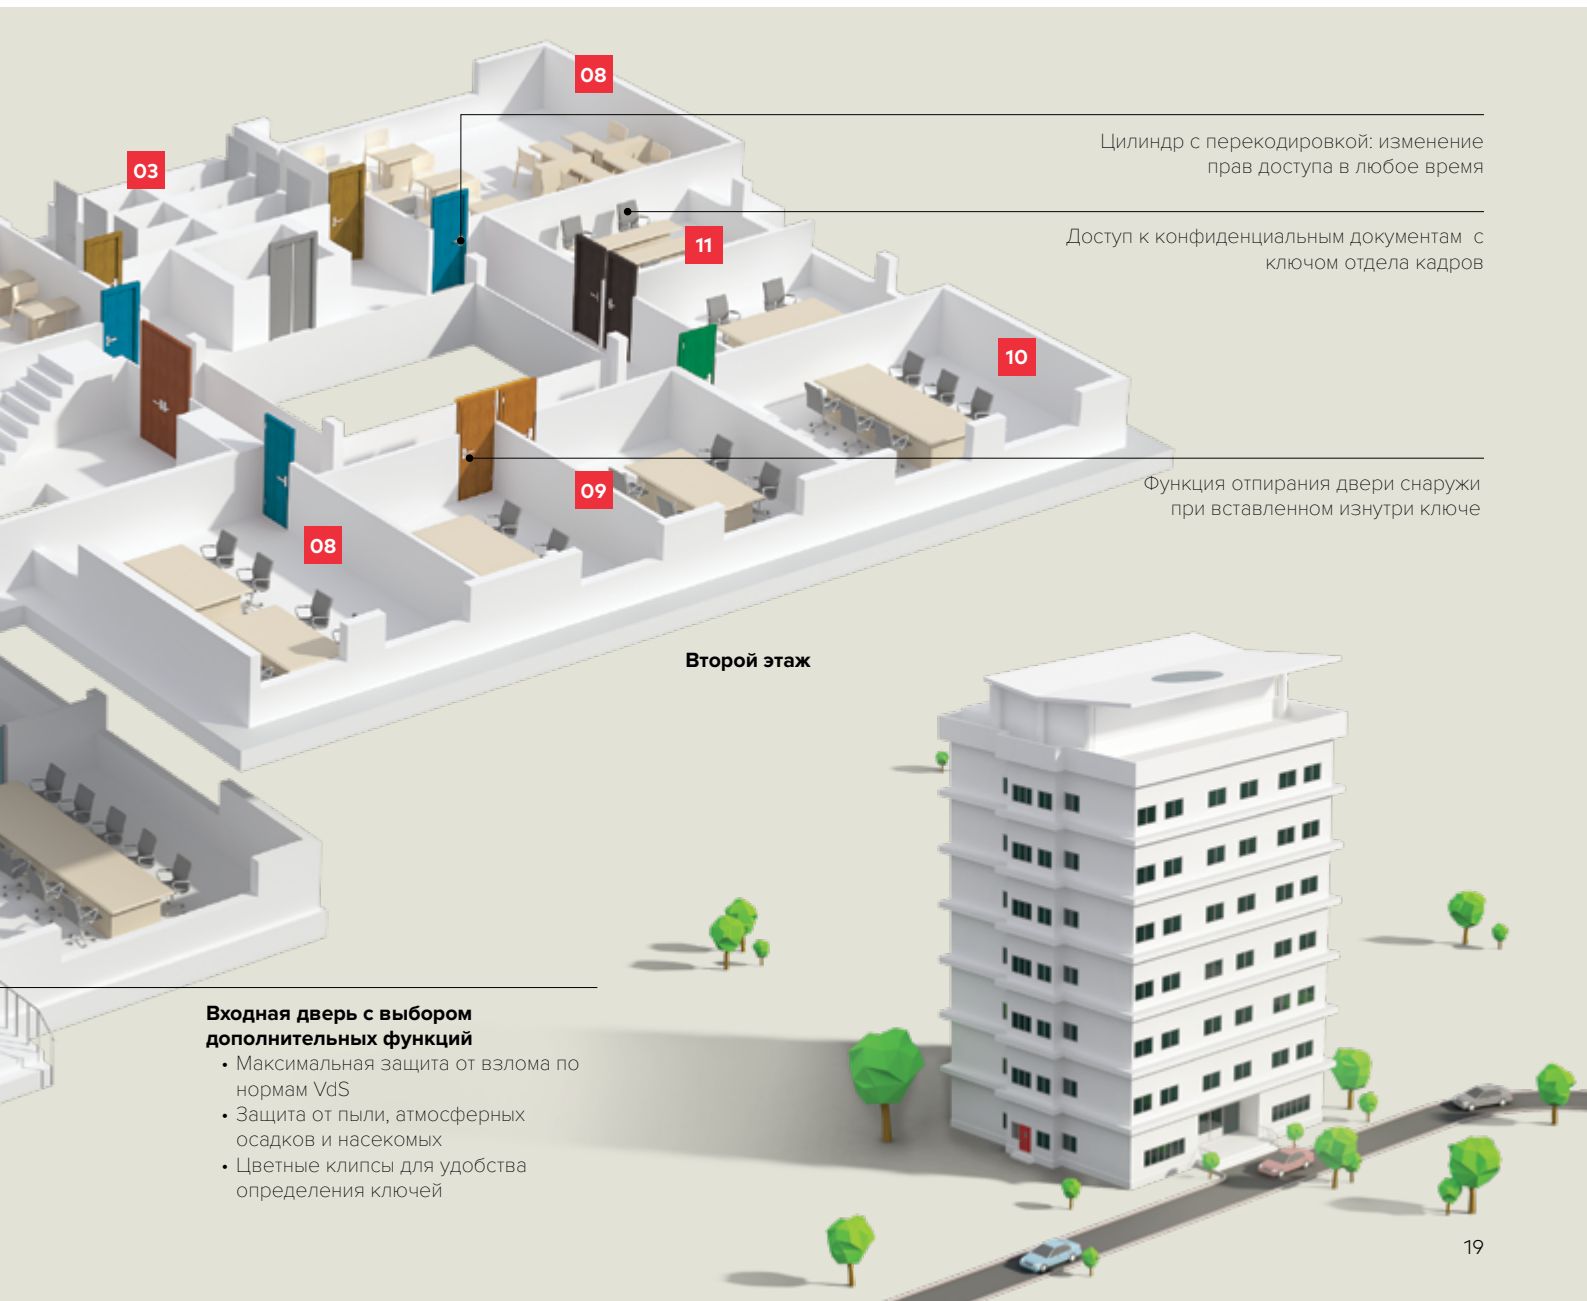 08
Цилиндр с перекодировкой: изменение
прав доступа в любое время
03
11
Доступ к конфиденциальным документам с
ключом отдела кадров
10
Функция отпирания двери снаружи
при вставленном изнутри ключе
09
08
Второй этаж
Входная дверь с выбором
дополнительных функций
• Максимальная защита от взлома по
нормам VdS
• Защита от пыли, атмосферных
осадков и насекомых
• Цветные клипсы для удобства
определения ключей
19